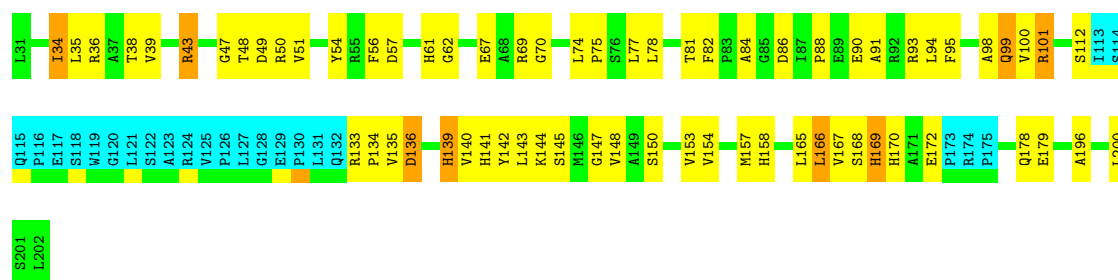 L31 I34 L35 R36 A37 T38 V39 R43 G47 T48 D49 R50 V51 Y54 R55 F56 D57 H61 G62 E67 A68 R69 G70 L74 P75 S76 L77 L78 T81 F82 P83 A84 G85 D86 I87 P88 E89 E90 A91 R92 R93 L94 F95 A98 Q99 V100 R101 S112 I113 S114
Q115 P116 E117 S118 W119 G120 L121 S122 A123 R124 V125 P126 L127 G128 E129 P130 L131 Q132 R133 P134 V135 D136 H139 V140 H141 Y142 L143 K144 S145 M146 G147 V148 A149 S150 V153 V154 M157 H158 L165 L166 V167 S168 H169 H170 A171 E172 P173 R174 P175 Q178 E179 A196 L200
S201 L202